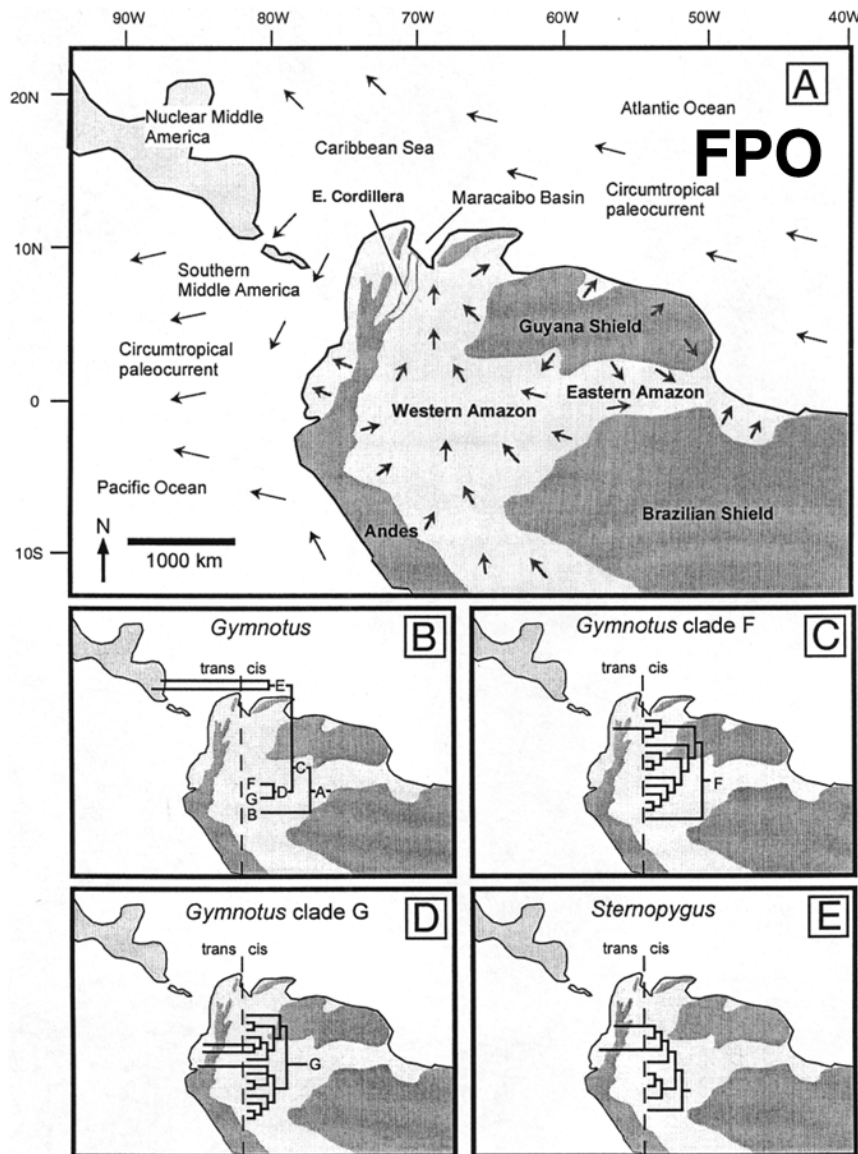 90W 80W 70W 60W 50W 40W
20N
10N
0
10S
A
FPO
Nuclear Middle
America
Caribbean Sea
Atlantic Ocean
E. Cordillera
Maracaibo Basin
Circumtropical
paleocurrent
Southern
Middle America
Guyana Shield
Circumtropical
paleocurrent
Western Amazon
Eastern Amazon
Pacific Ocean
Andes
Brazilian Shield
N
1000 km
Gymnotus
B
trans cis
E
C
F
D
A
G
B
Gymnotus clade F
C
trans cis
F
Gymnotus clade G
D
trans cis
G
Sternopygus
E
trans cis